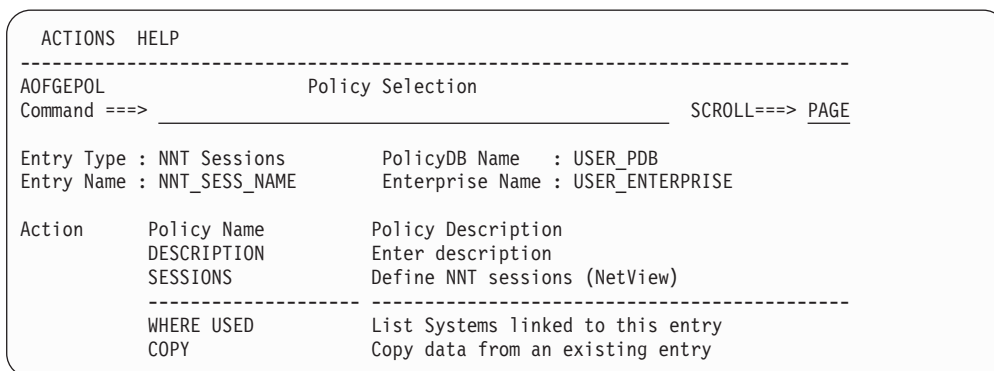 ACTIONS HELP
--------------------------------------------------------------------------------
AOFGEPOL Policy Selection
Command ===> SCROLL===> PAGE
Entry Type : NNT Sessions PolicyDB Name : USER_PDB
Entry Name : NNT_SESS_NAME Enterprise Name : USER_ENTERPRISE
Action Policy Name Policy Description
DESCRIPTION Enter description
SESSIONS Define NNT sessions (NetView)
-------------------- ----------------------------------------------
WHERE USED List Systems linked to this entry
COPY Copy data from an existing entry